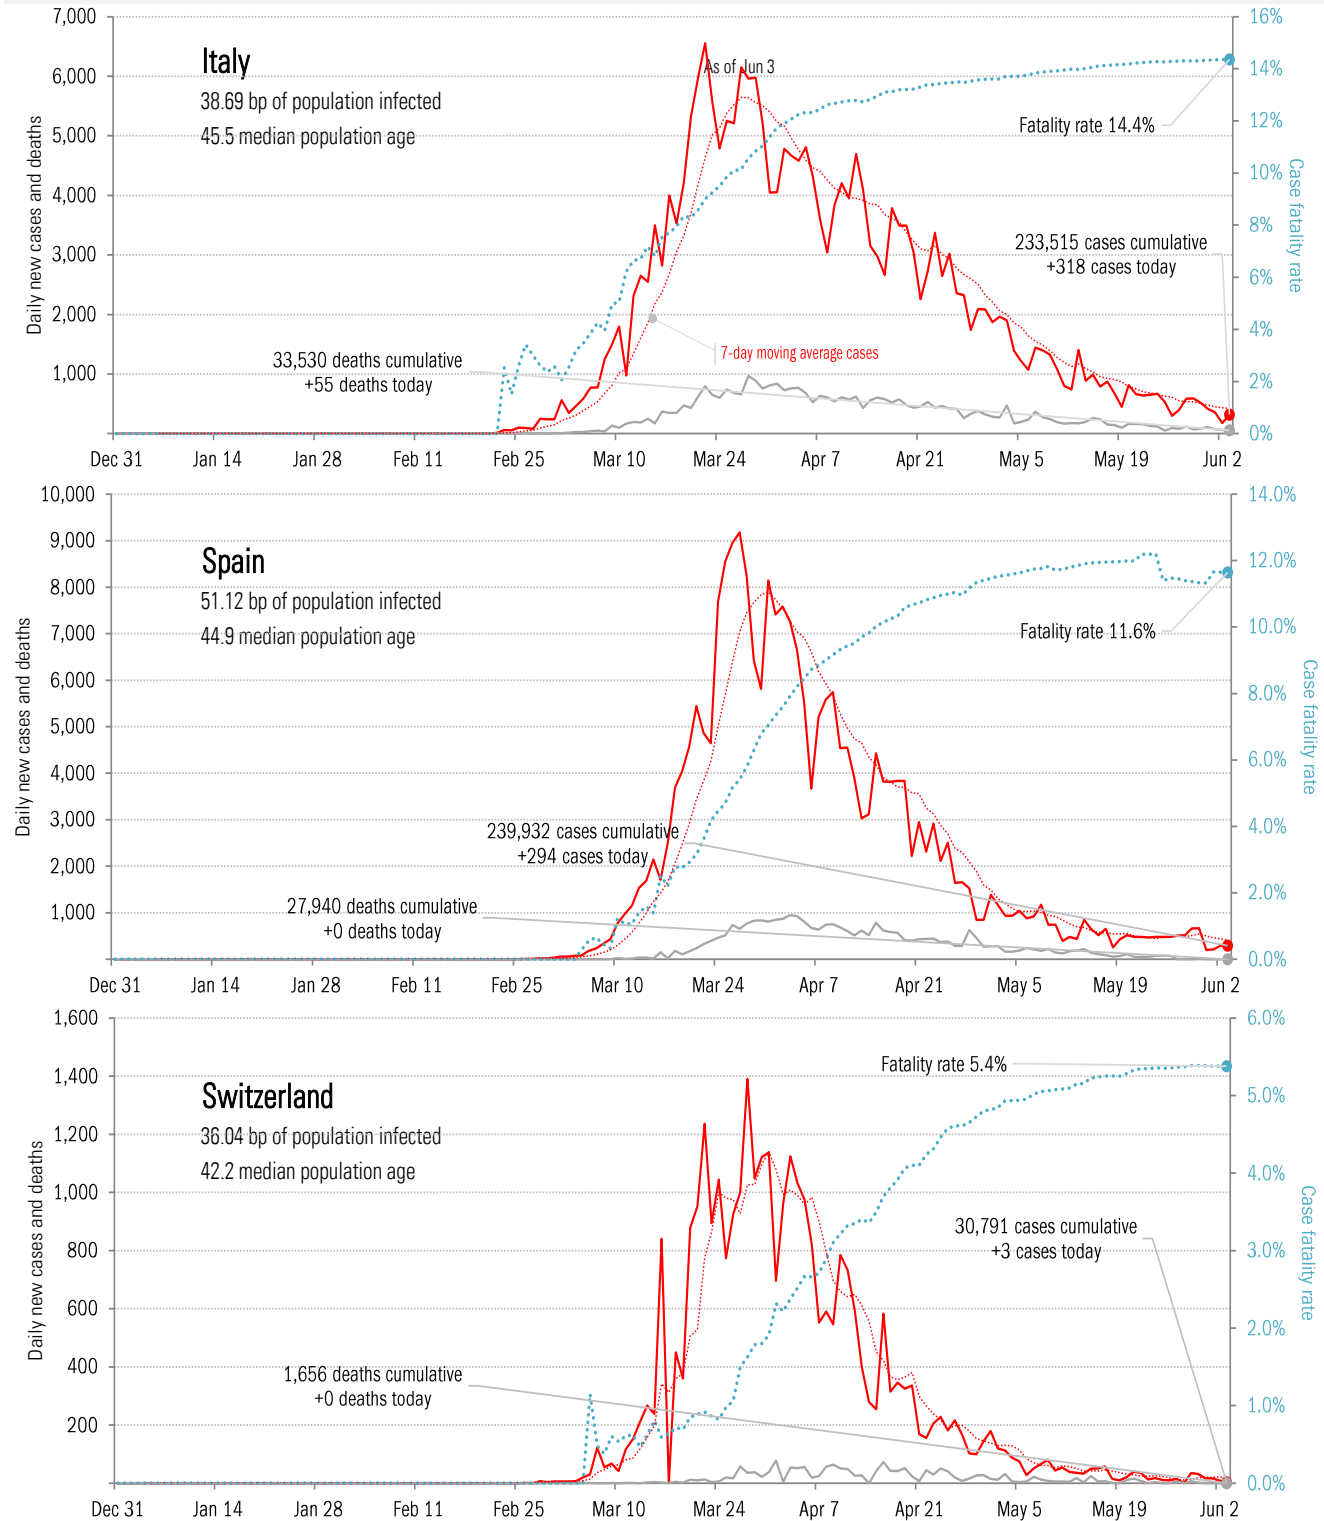 7,000
6,000
5,000
4,000
3,000
2,000
1,000
Daily new cases and deaths
Italy
38.69 bp of population infected
45.5 median population age
As of Jun 3
Fatality rate 14.4%
233,515 cases cumulative
+318 cases today
7-day moving average cases
33,530 deaths cumulative
+55 deaths today
16%
14%
12%
10%
8%
6%
4%
2%
0%
Case fatality rate
Dec 31 Jan 14 Jan 28 Feb 11 Feb 25 Mar 10 Mar 24 Apr 7 Apr 21 May 5 May 19 Jun 2
10,000
9,000
8,000
7,000
6,000
5,000
4,000
3,000
2,000
1,000
Daily new cases and deaths
Spain
51.12 bp of population infected
44.9 median population age
Fatality rate 11.6%
239,932 cases cumulative
+294 cases today
27,940 deaths cumulative
+0 deaths today
14.0%
12.0%
10.0%
8.0%
6.0%
4.0%
2.0%
0.0%
Case fatality rate
Dec 31 Jan 14 Jan 28 Feb 11 Feb 25 Mar 10 Mar 24 Apr 7 Apr 21 May 5 May 19 Jun 2
1,600
1,400
1,200
1,000
800
600
400
200
Daily new cases and deaths
Switzerland
36.04 bp of population infected
42.2 median population age
Fatality rate 5.4%
30,791 cases cumulative
+3 cases today
1,656 deaths cumulative
+0 deaths today
6.0%
5.0%
4.0%
3.0%
2.0%
1.0%
0.0%
Case fatality rate
Dec 31 Jan 14 Jan 28 Feb 11 Feb 25 Mar 10 Mar 24 Apr 7 Apr 21 May 5 May 19 Jun 2